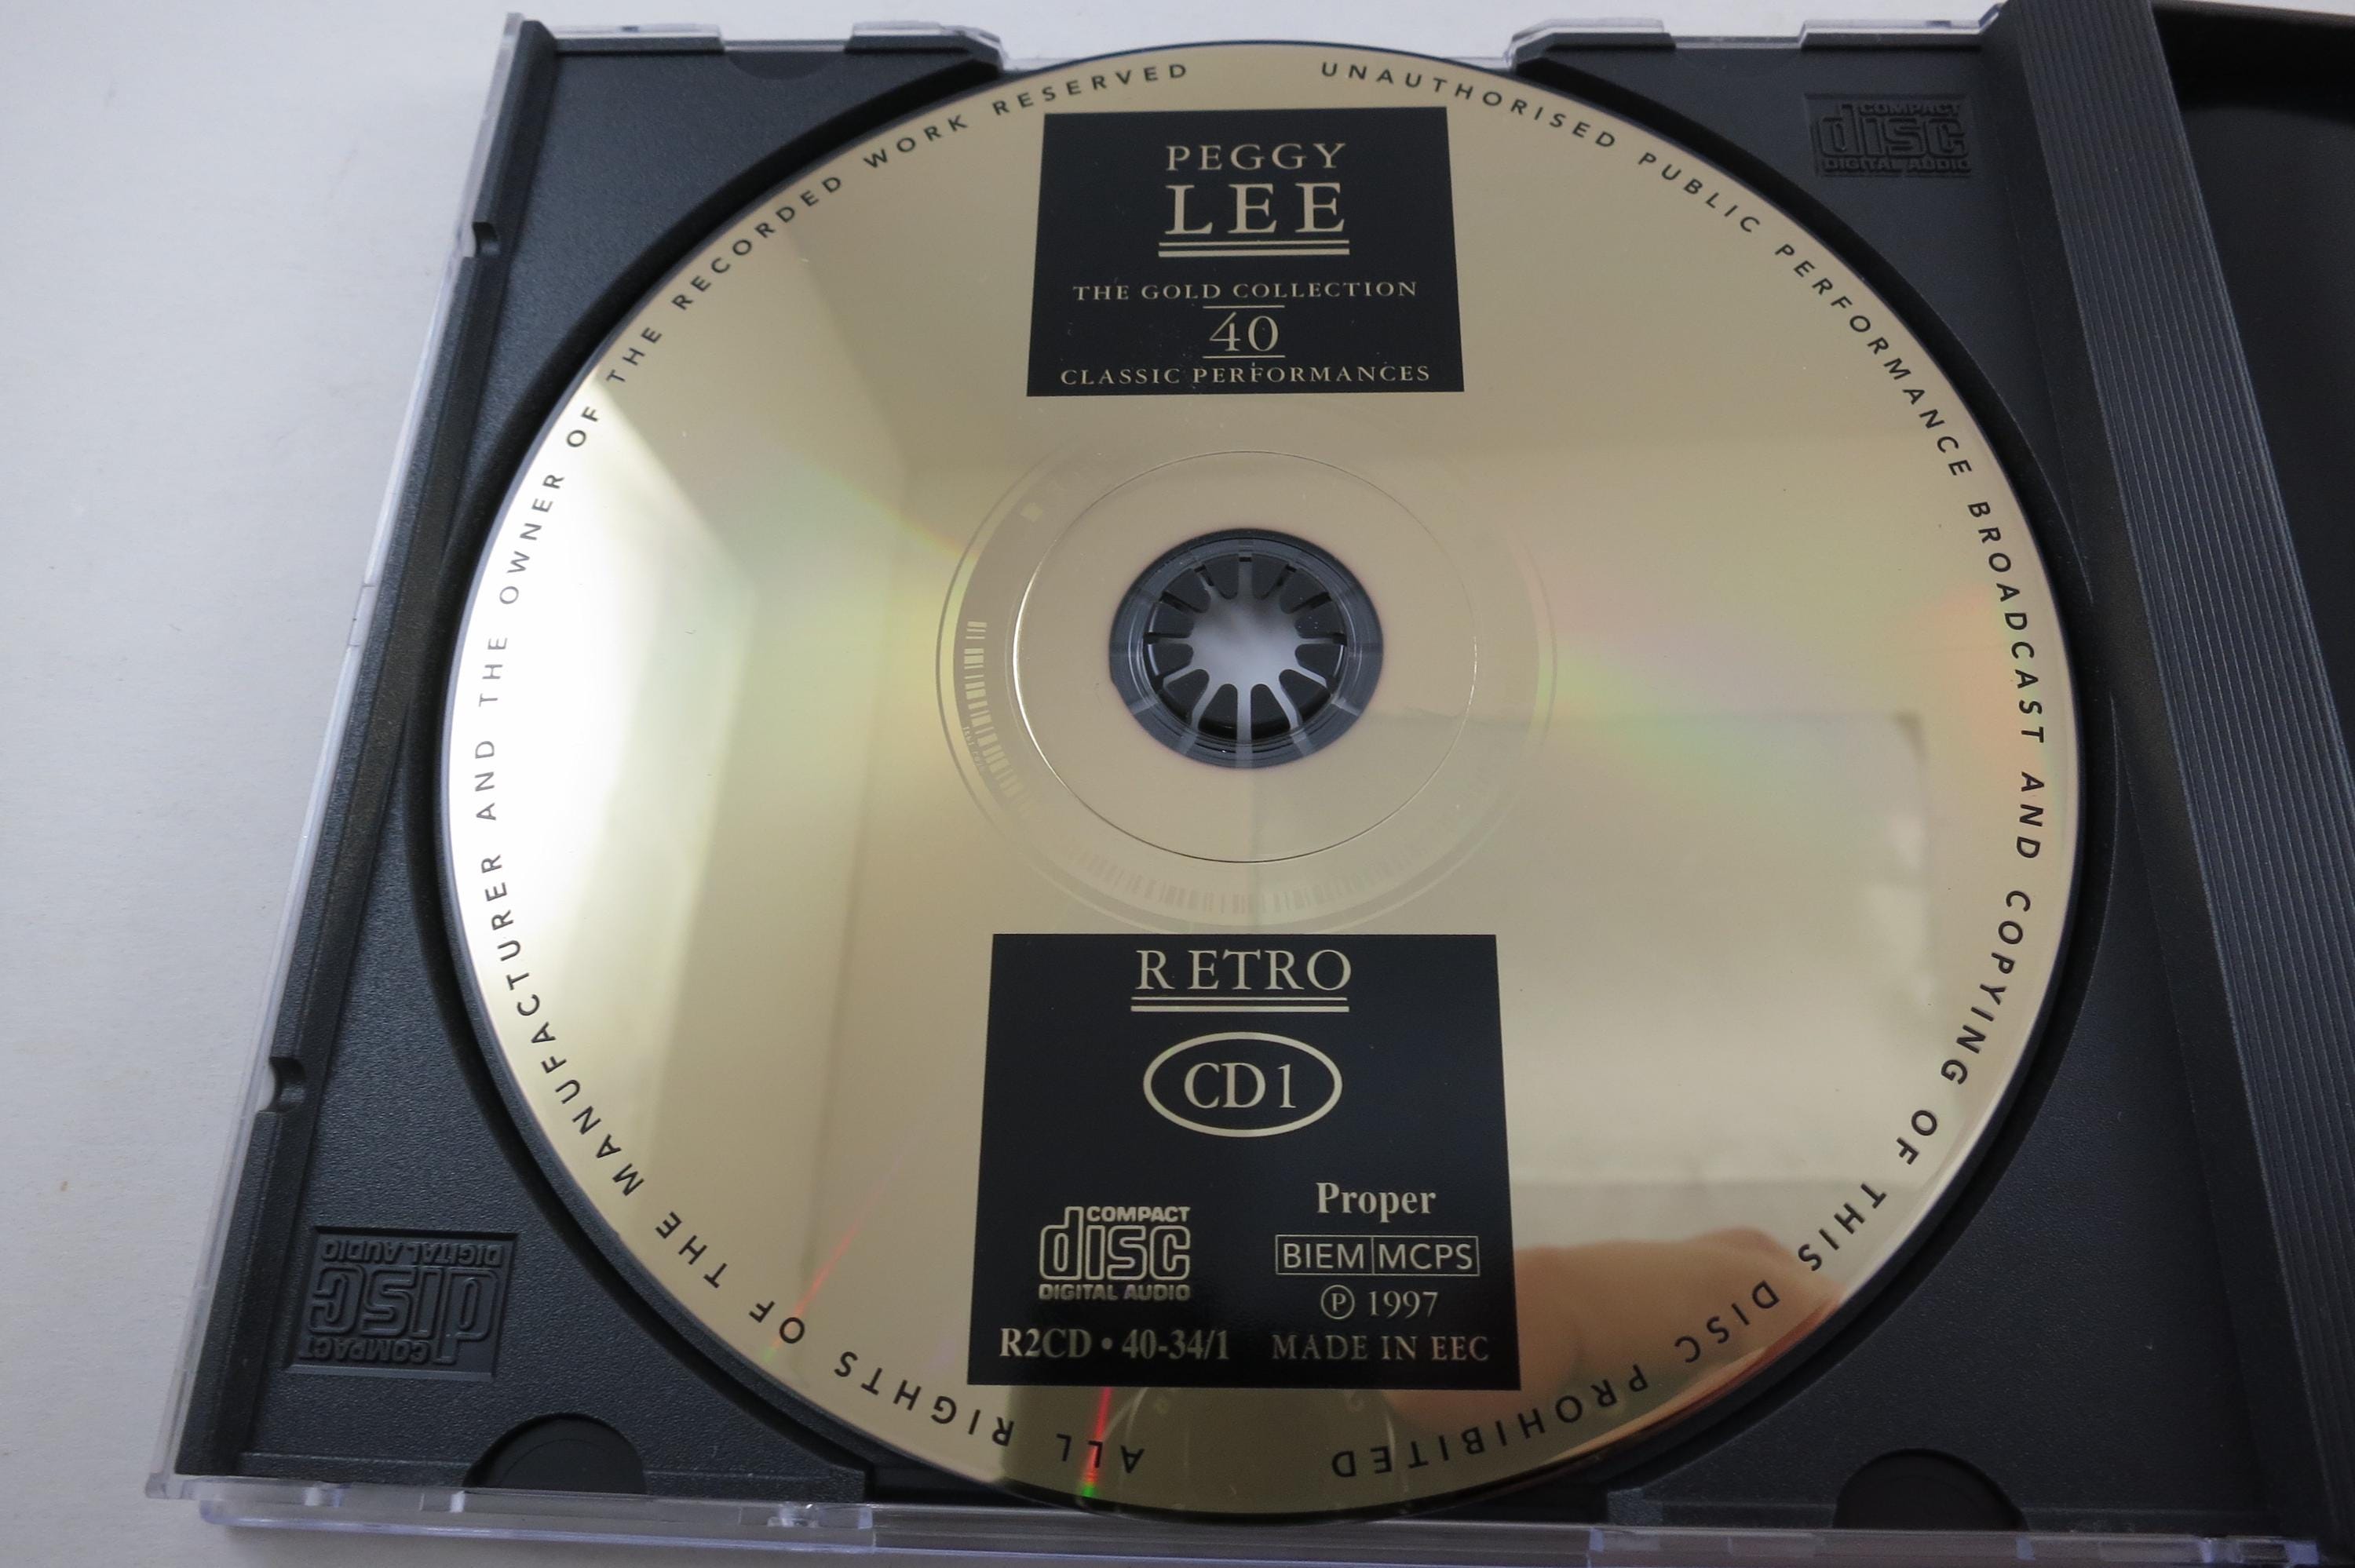 PEGGY
LEE
THE GOLD COLLECTION
40
CLASSIC PERFORMANCES
RETRO
CD1
COMPACT
disc
DIGITAL AUDIO
R2CD • 40-34/1
Proper
BIEM MCPS
Ⓟ 1997
MADE IN EEC
ALL RIGHTS OF THE MANUFACTURER AND THE OWNER OF THE RECORDED WORK RESERVED
UNAUTHORISED PUBLIC PERFORMANCE BROADCAST AND COPYING OF THIS DISC PROHIBITED
COMPACT
disc
DIGITAL AUDIO
COMPACT
disc
DIGITAL AUDIO